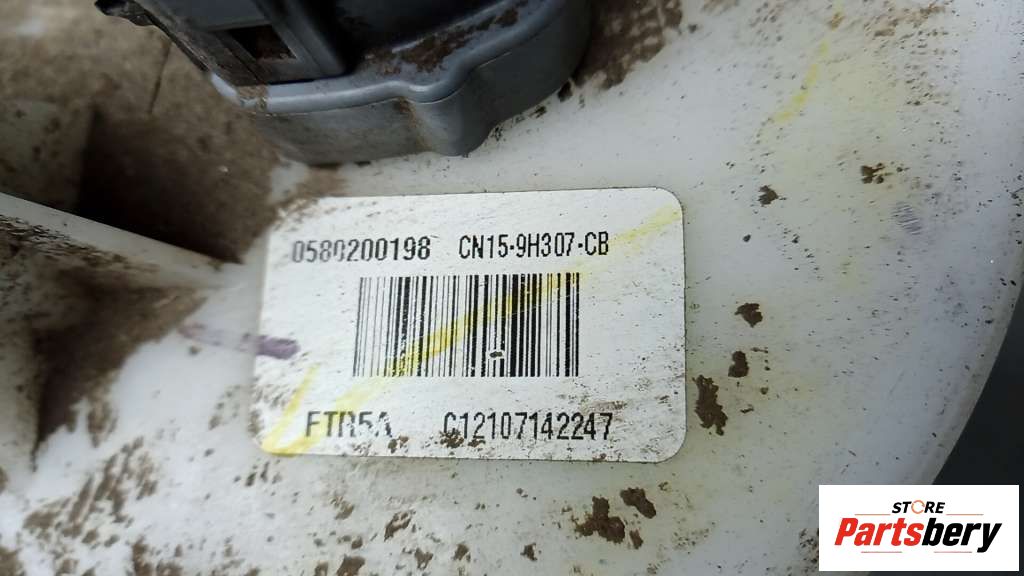 0580200198 CN15-9H307-CB
FTR5A C12107142247
STORE
Partsbery